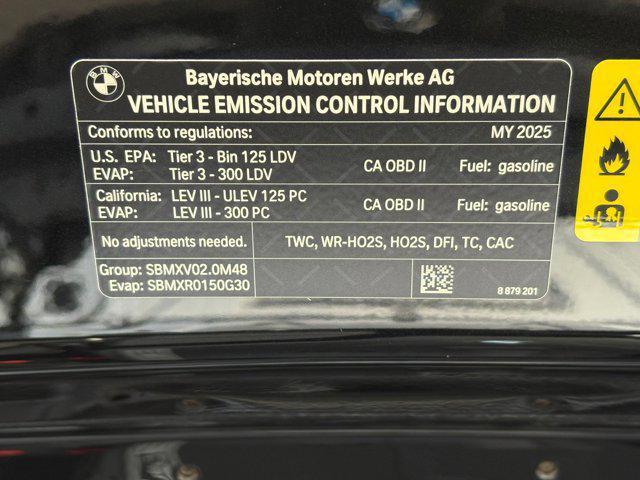 BMW
Bayerische Motoren Werke AG
VEHICLE EMISSION CONTROL INFORMATION
Conforms to regulations: MY 2025
U.S. EPA: Tier 3 - Bin 125 LDV CA OBD II Fuel: gasoline
EVAP: Tier 3 - 300 LDV
California: LEV III - ULEV 125 PC CA OBD II Fuel: gasoline
EVAP: LEV III - 300 PC
No adjustments needed. TWC, WR-HO2S, HO2S, DFI, TC, CAC
Group: SBMXV02.0M48
Evap: SBMXR0150G30
8 879 201